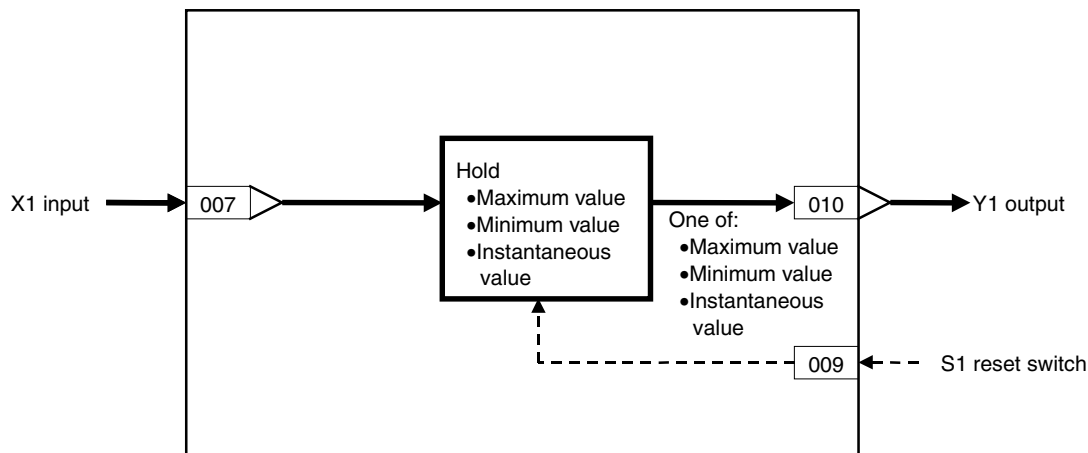 X1 input
007
Hold
•Maximum value
•Minimum value
•Instantaneous
value
One of:
•Maximum value
•Minimum value
•Instantaneous
value
010
Y1 output
009
S1 reset switch